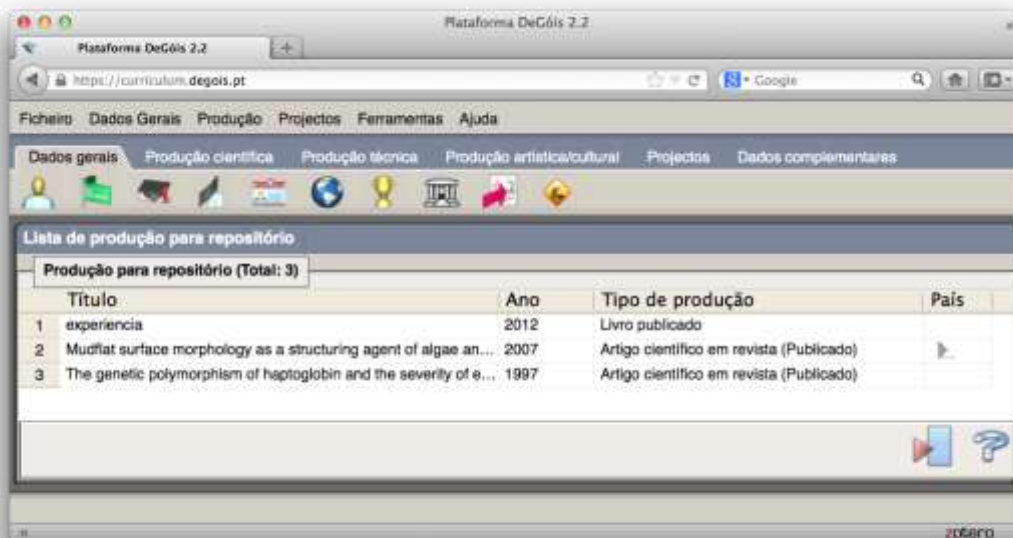 Plataforma DeGóis 2.2
Plataforma DeGóis 2.2
https://curriculum.degois.pt
Google
Ficheiro Dados Gerais Produção Projectos Ferramentas Ajuda
Dados gerais Produção científica Produção técnica Produção artística/cultural Projectos Dados complementares
Lista de produção para repositório
Produção para repositório (Total: 3)
Título Ano Tipo de produção País
1 experiencia 2012 Livro publicado
2 Mudflat surface morphology as a structuring agent of algae an... 2007 Artigo científico em revista (Publicado)
3 The genetic polymorphism of haptoglobin and the severity of e... 1997 Artigo científico em revista (Publicado)
zotero